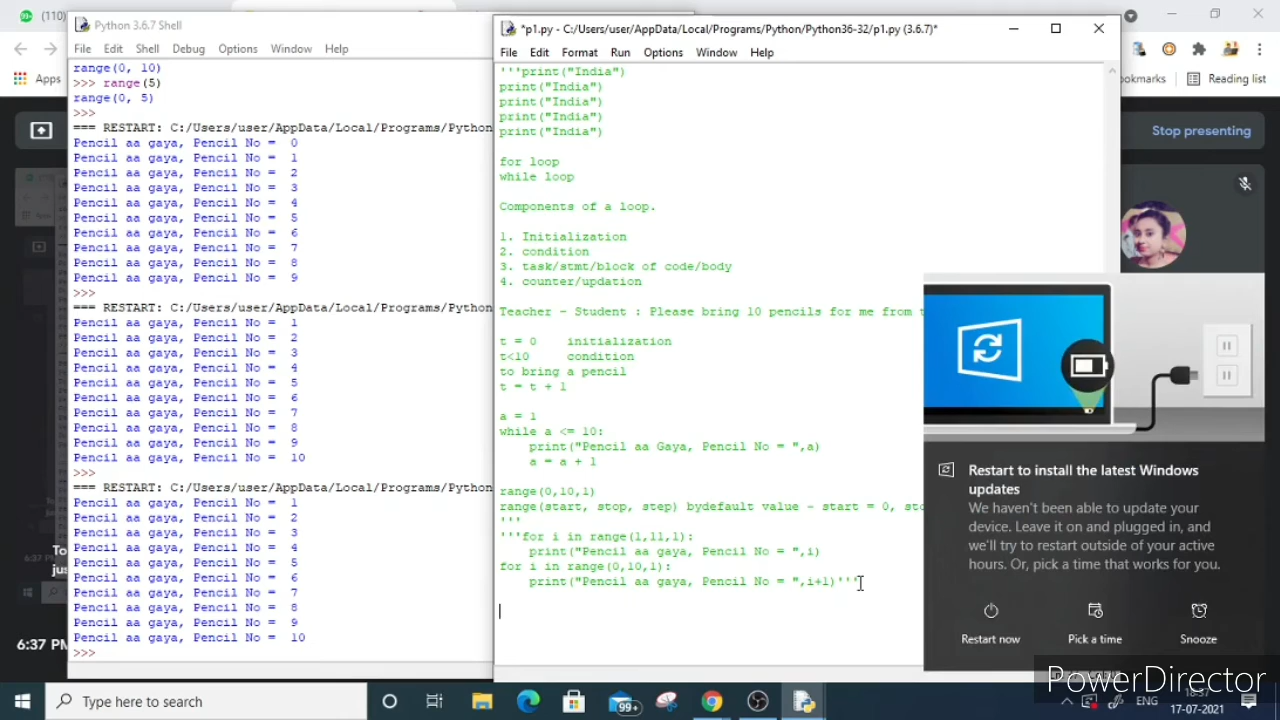 (110)
Python 3.6.7 Shell
File Edit Shell Debug Options Window Help
Apps
range(0, 10)
>>> range(5)
range(0, 5)
>>>
=== RESTART: C:/Users/user/AppData/Local/Programs/Python
Pencil aa gaya, Pencil No = 0
Pencil aa gaya, Pencil No = 1
Pencil aa gaya, Pencil No = 2
Pencil aa gaya, Pencil No = 3
Pencil aa gaya, Pencil No = 4
Pencil aa gaya, Pencil No = 5
Pencil aa gaya, Pencil No = 6
Pencil aa gaya, Pencil No = 7
Pencil aa gaya, Pencil No = 8
Pencil aa gaya, Pencil No = 9
>>>
=== RESTART: C:/Users/user/AppData/Local/Programs/Python
Pencil aa gaya, Pencil No = 1
Pencil aa gaya, Pencil No = 2
Pencil aa gaya, Pencil No = 3
Pencil aa gaya, Pencil No = 4
Pencil aa gaya, Pencil No = 5
Pencil aa gaya, Pencil No = 6
Pencil aa gaya, Pencil No = 7
Pencil aa gaya, Pencil No = 8
Pencil aa gaya, Pencil No = 9
Pencil aa gaya, Pencil No = 10
>>>
=== RESTART: C:/Users/user/AppData/Local/Programs/Python
Pencil aa gaya, Pencil No = 1
Pencil aa gaya, Pencil No = 2
Pencil aa gaya, Pencil No = 3
Pencil aa gaya, Pencil No = 4
Pencil aa gaya, Pencil No = 5
Pencil aa gaya, Pencil No = 6
Pencil aa gaya, Pencil No = 7
Pencil aa gaya, Pencil No = 8
Pencil aa gaya, Pencil No = 9
Pencil aa gaya, Pencil No = 10
>>>
6:37 PM
*p1.py - C:/Users/user/AppData/Local/Programs/Python/Python36-32/p1.py (3.6.7)*
File Edit Format Run Options Window Help
'''print("India")
print("India")
print("India")
print("India")
print("India")
for loop
while loop
Components of a loop.
1. Initialization
2. condition
3. task/stmt/block of code/body
4. counter/updation
Teacher - Student : Please bring 10 pencils for me from t
t = 0 initialization
t<10 condition
to bring a pencil
t = t + 1
a = 1
while a <= 10:
print("Pencil aa Gaya, Pencil No = ",a)
a = a + 1
range(0,10,1)
range(start, stop, step) bydefault value - start = 0, sto
'''
'''for i in range(1,11,1):
print("Pencil aa gaya, Pencil No = ",i)
for i in range(0,10,1):
print("Pencil aa gaya, Pencil No = ",i+1)'''
ookmarks Reading list
Stop presenting
Restart to install the latest Windows
updates
We haven't been able to update your
device. Leave it on and plugged in, and
we'll try to restart outside of your active
hours. Or, pick a time that works for you.
Restart now Pick a time Snooze
PowerDirector
Type here to search
99+
ENG
18:37
17-07-2021